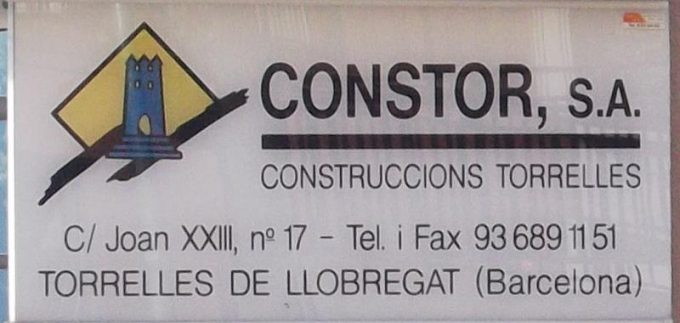 CONSTOR, S.A.
CONSTRUCCIONS TORRELLES
C/ Joan XXIII, nº 17 - Tel. i Fax 93 689 11 51
TORRELLES DE LLOBREGAT (Barcelona)